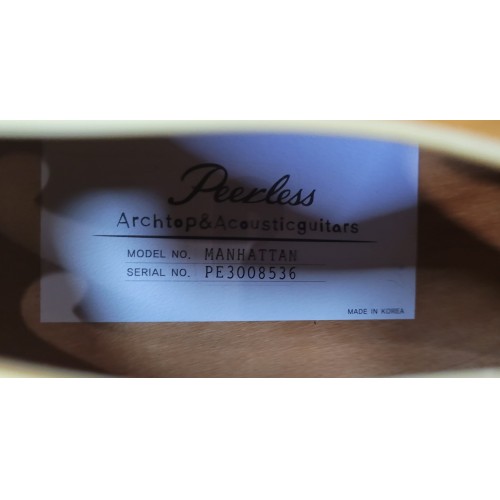 Peerless
Archtop&Acousticguitars
MODEL NO. MANHATTAN
SERIAL NO. PE3008536
MADE IN KOREA